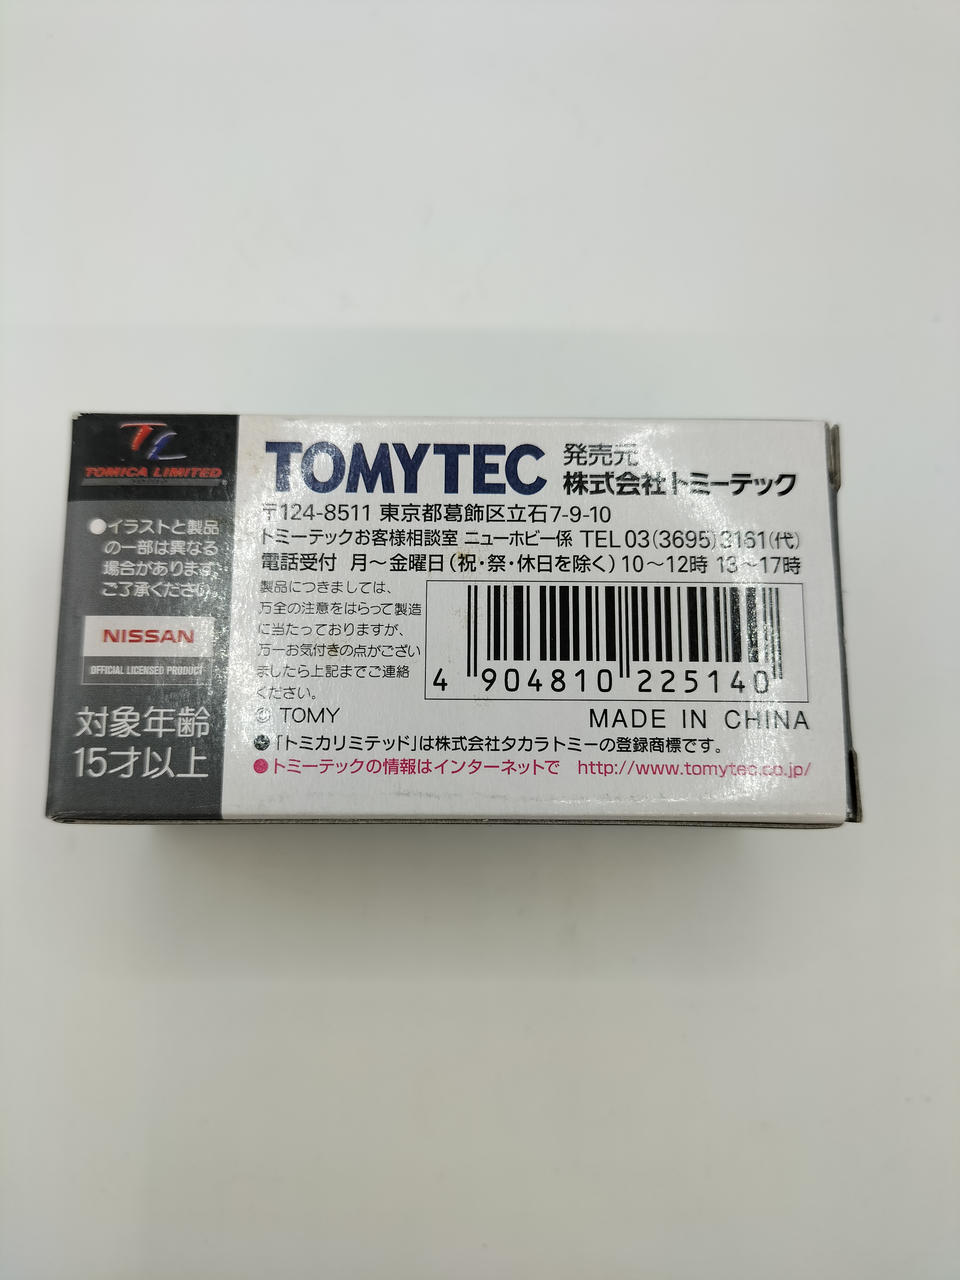 TOMICA LIMITED
●イラストと製品
の一部は異なる
場合があります。
ご了承ください。
NISSAN
OFFICIAL LICENSED PRODUCT
対象年齢
15才以上
TOMYTEC 発売元
株式会社トミーテック
〒124-8511 東京都葛飾区立石7-9-10
トミーテックお客様相談室 ニューホビー係 TEL 03(3695)3161(代)
電話受付 月〜金曜日(祝・祭・休日を除く)10〜12時 13〜17時
製品につきましては、
万全の注意をはらって製造
に当たっておりますが、
万一お気付きの点がござい
ましたら上記までご連絡
ください。
4 904810 225140
© TOMY MADE IN CHINA
●「トミカリミテッド」は株式会社タカラトミーの登録商標です。
●トミーテックの情報はインターネットで http://www.tomytec.co.jp/